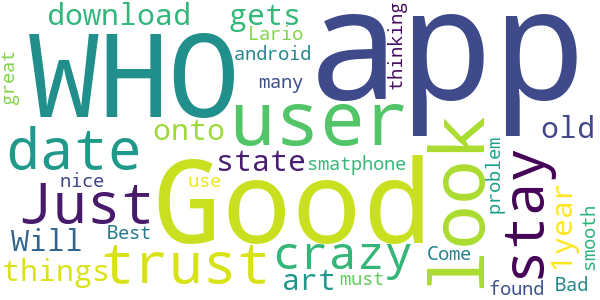 download gets thinking
great WHO Lario app
android
many
date onto user look old
Just state smatphone problem stay
nice use Good 1year
Will Best crazy Come smooth
things trust art must found Bad